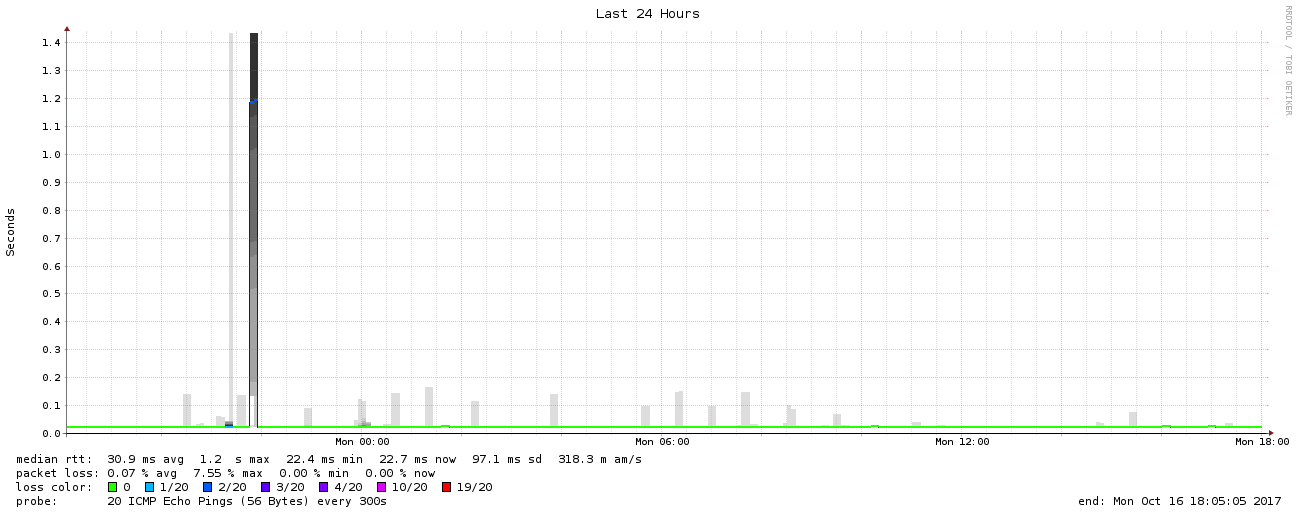 Last 24 Hours
RRDTOOL / TOBI OETIKER
Seconds
1.4
1.3
1.2
1.1
1.0
0.9
0.8
0.7
0.6
0.5
0.4
0.3
0.2
0.1
0.0
Mon 00:00 Mon 06:00 Mon 12:00 Mon 18:00
median rtt: 30.9 ms avg 1.2 s max 22.4 ms min 22.7 ms now 97.1 ms sd 318.3 m am/s
packet loss: 0.07 % avg 7.55 % max 0.00 % min 0.00 % now
loss color: 0 1/20 2/20 3/20 4/20 10/20 19/20
probe: 20 ICMP Echo Pings (56 Bytes) every 300s end: Mon Oct 16 18:05:05 2017